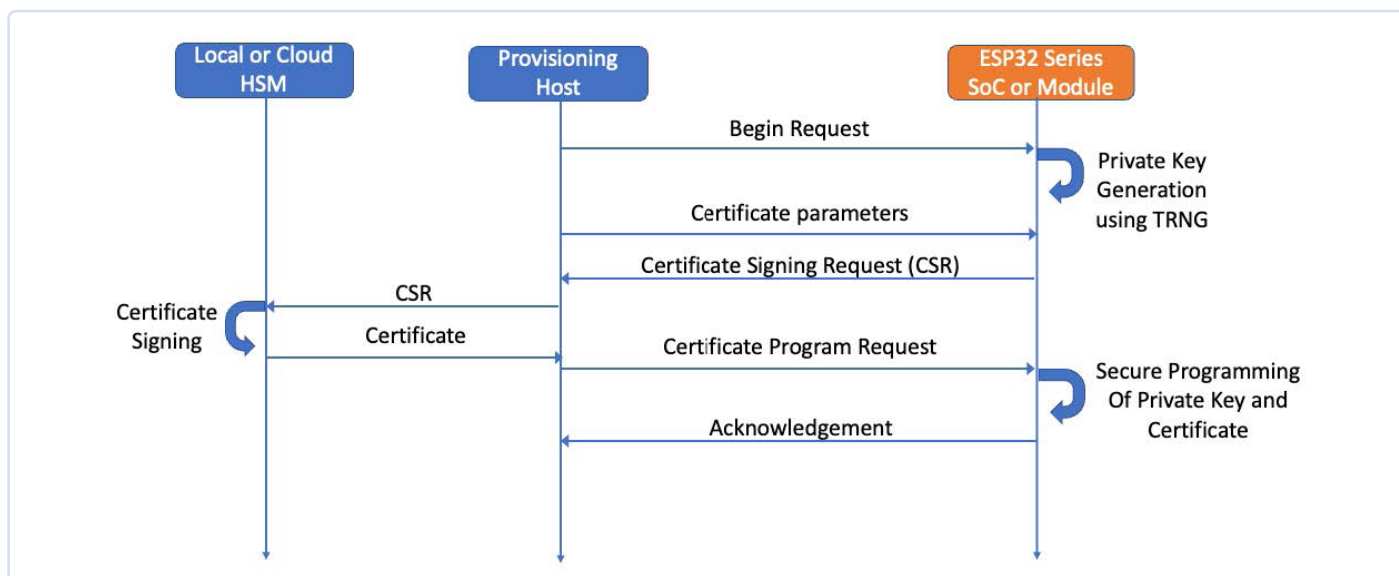 Local or Cloud
HSM
Provisioning
Host
ESP32 Series
SoC or Module
Begin Request
Private Key
Generation
using TRNG
Certificate parameters
Certificate Signing Request (CSR)
CSR
Certificate
Signing
Certificate
Certificate Program Request
Secure Programming
Of Private Key and
Certificate
Acknowledgement